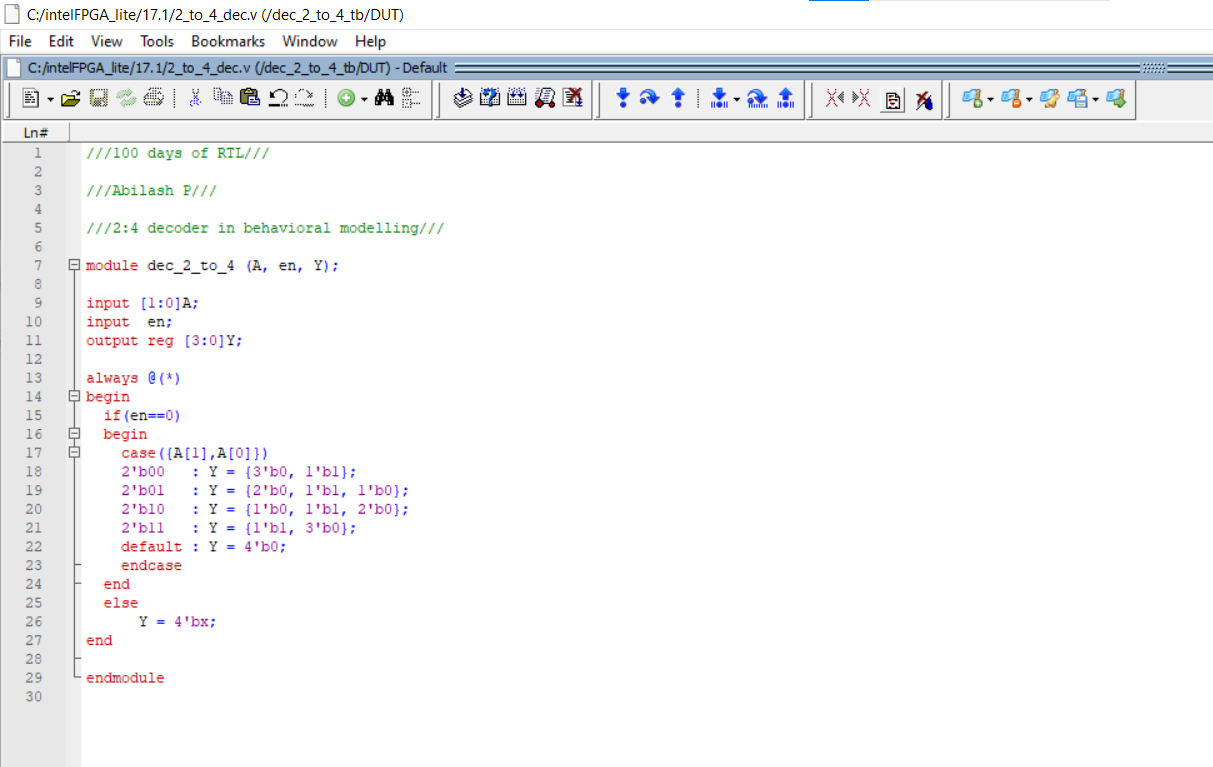 C:/intelFPGA_lite/17.1/2_to_4_dec.v (/dec_2_to_4_tb/DUT)
File Edit View Tools Bookmarks Window Help
C:/intelFPGA_lite/17.1/2_to_4_dec.v (/dec_2_to_4_tb/DUT) - Default
Ln#
1 ///100 days of RTL///
2
3 ///Abilash P///
4
5 ///2:4 decoder in behavioral modelling///
6
7 module dec_2_to_4 (A, en, Y);
8
9 input [1:0]A;
10 input  en;
11 output reg [3:0]Y;
12
13 always @(*)
14 begin
15   if(en==0)
16   begin
17     case({A[1],A[0]})
18     2'b00   : Y = {3'b0, 1'b1};
19     2'b01   : Y = {2'b0, 1'b1, 1'b0};
20     2'b10   : Y = {1'b0, 1'b1, 2'b0};
21     2'b11   : Y = {1'b1, 3'b0};
22     default : Y = 4'b0;
23     endcase
24   end
25   else
26       Y = 4'bx;
27 end
28
29 endmodule
30